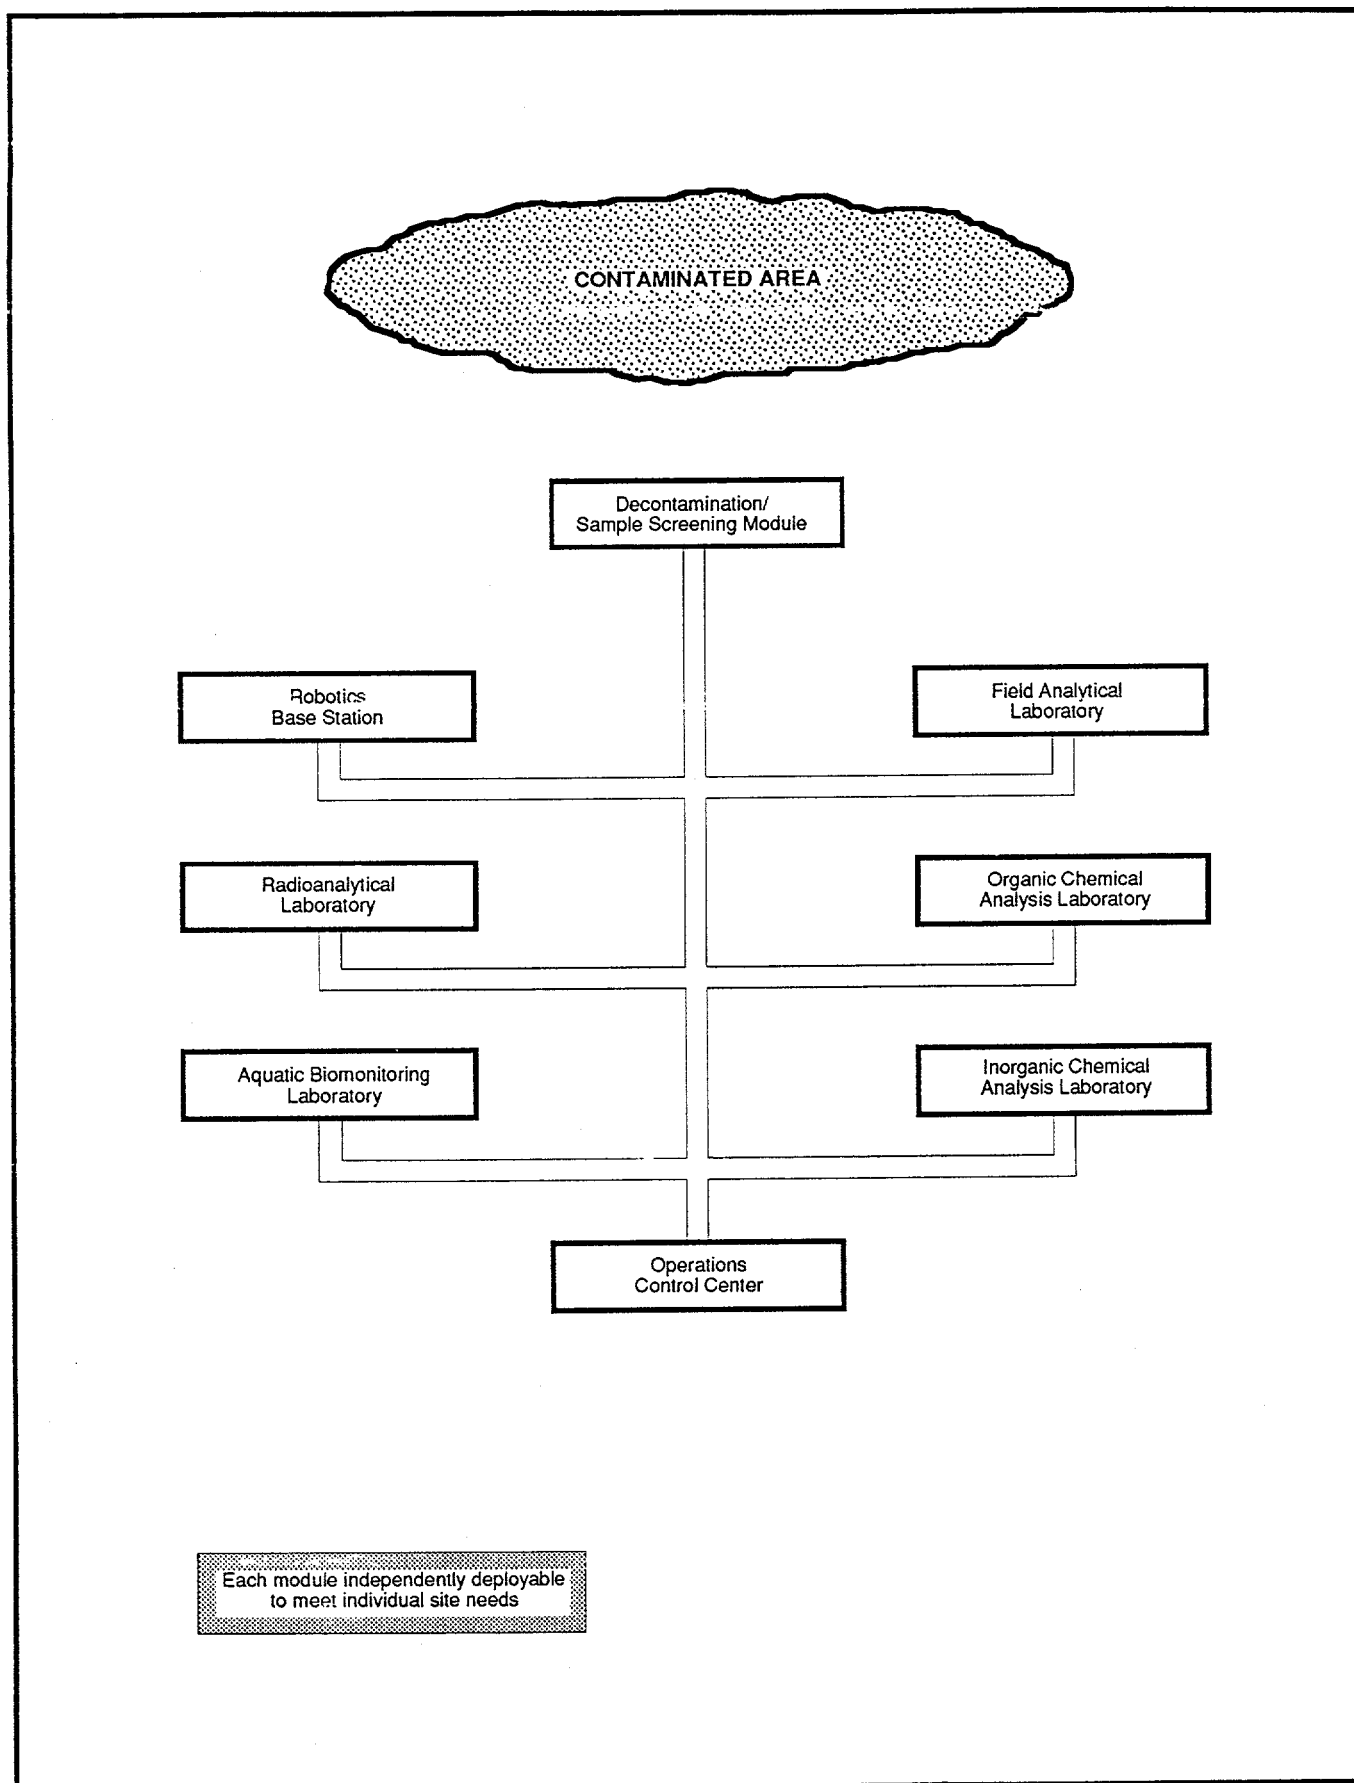 CONTAMINATED AREA
Decontamination/
Sample Screening Module
Robotics
Base Station
Field Analytical
Laboratory
Radioanalytical
Laboratory
Organic Chemical
Analysis Laboratory
Aquatic Biomonitoring
Laboratory
Inorganic Chemical
Analysis Laboratory
Operations
Control Center
Each module independently deployable
to meet individual site needs